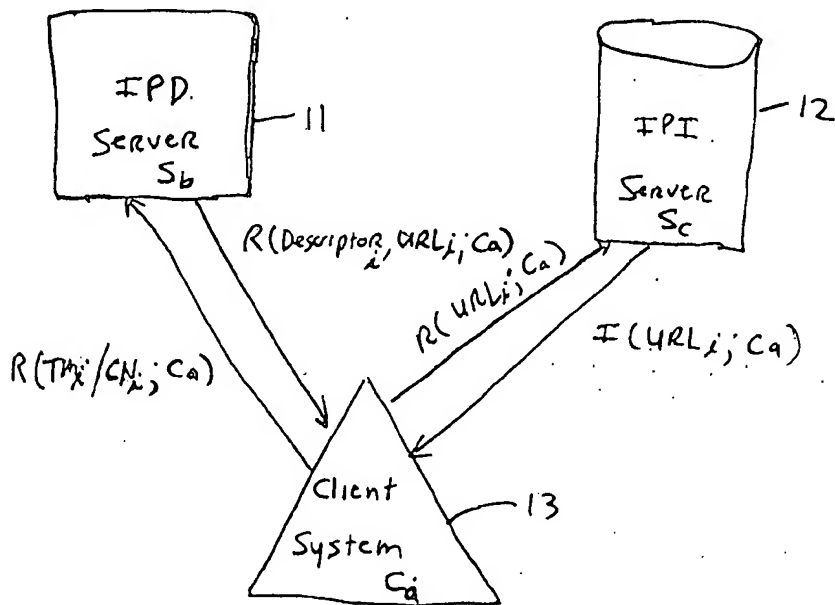 IPD.
SERVER
Sb
11
IPI.
SERVER
Sc
12
R(Descriptor i, URLi; Ca)
R(URLi; Ca)
I(URLi; Ca)
R(TMi/CNi; Ca)
Client
System
Ca
13